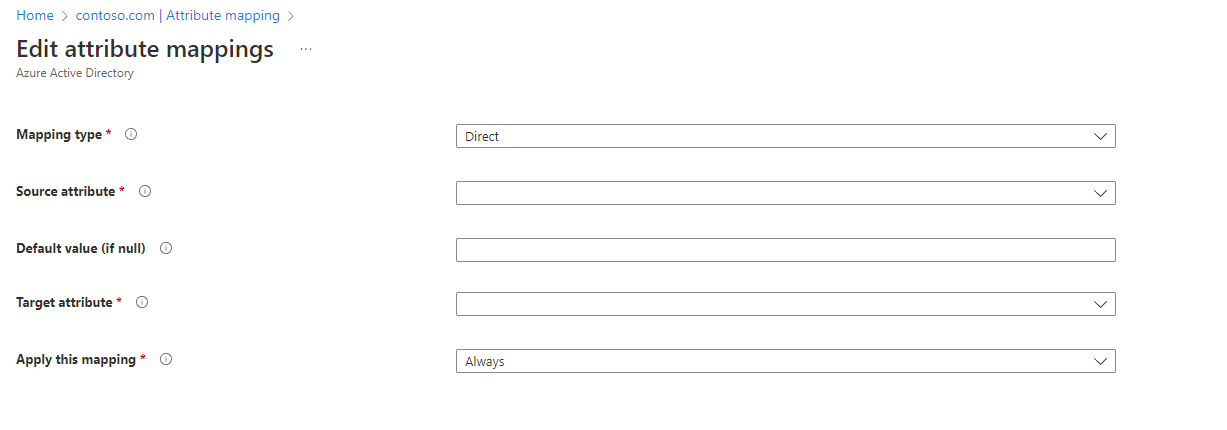 Home > contoso.com | Attribute mapping >
Edit attribute mappings ...
Azure Active Directory
Mapping type * Direct
Source attribute *
Default value (if null)
Target attribute *
Apply this mapping * Always